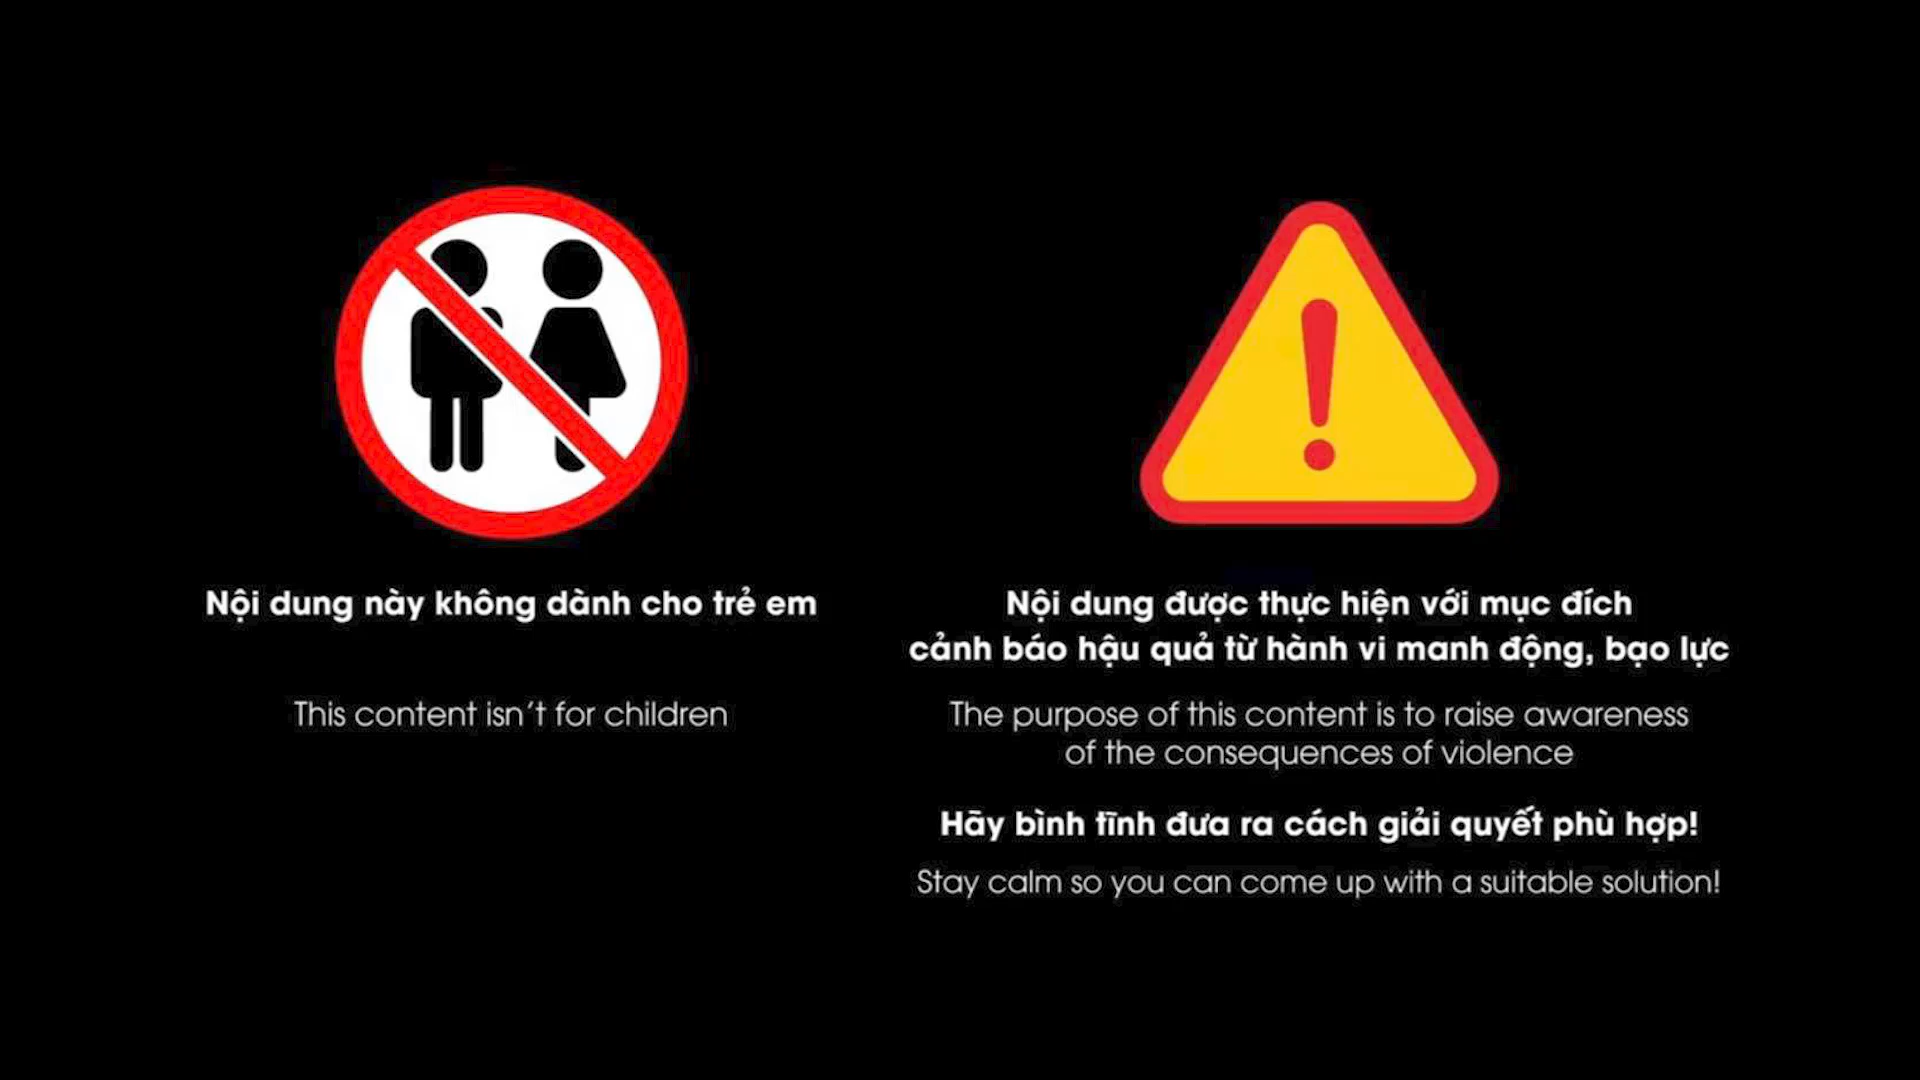 Nội dung này không dành cho trẻ em
This content isn't for children
Nội dung được thực hiện với mục đích
cảnh báo hậu quả từ hành vi manh động, bạo lực
The purpose of this content is to raise awareness
of the consequences of violence
Hãy bình tĩnh đưa ra cách giải quyết phù hợp!
Stay calm so you can come up with a suitable solution!